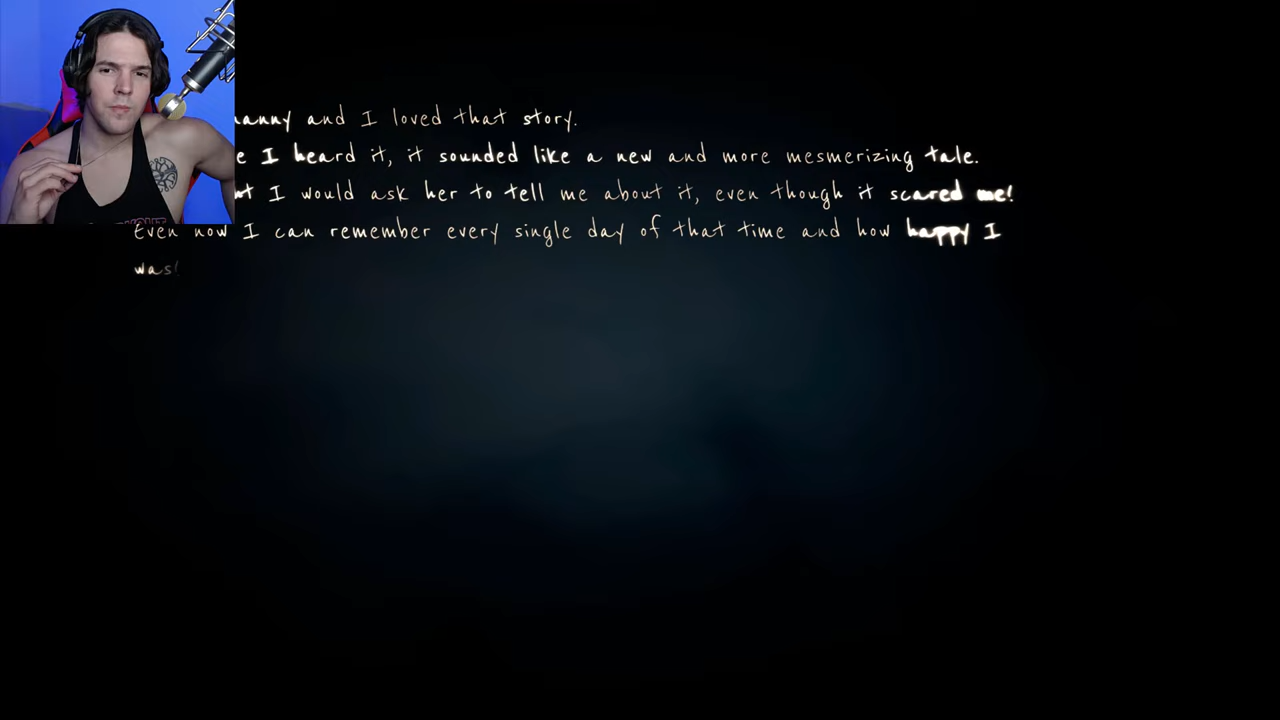 and I loved that story.
I heard it, it sounded like a new and more mesmerizing tale.
I would ask her to tell me about it, even though it scared me!
Even now I can remember every single day of that time and how happy I
was!